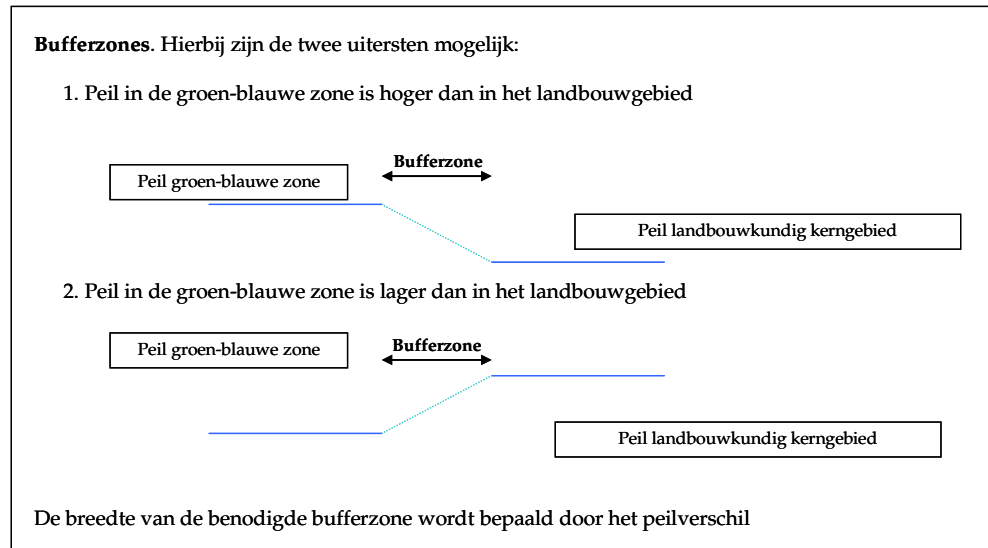 Bufferzones. Hierbij zijn de twee uitersten mogelijk:
1. Peil in de groen-blauwe zone is hoger dan in het landbouwgebied
Bufferzone
Peil groen-blauwe zone
Peil landbouwkundig kerngebied
2. Peil in de groen-blauwe zone is lager dan in het landbouwgebied
Peil groen-blauwe zone
Bufferzone
Peil landbouwkundig kerngebied
De breedte van de benodigde bufferzone wordt bepaald door het peilverschil